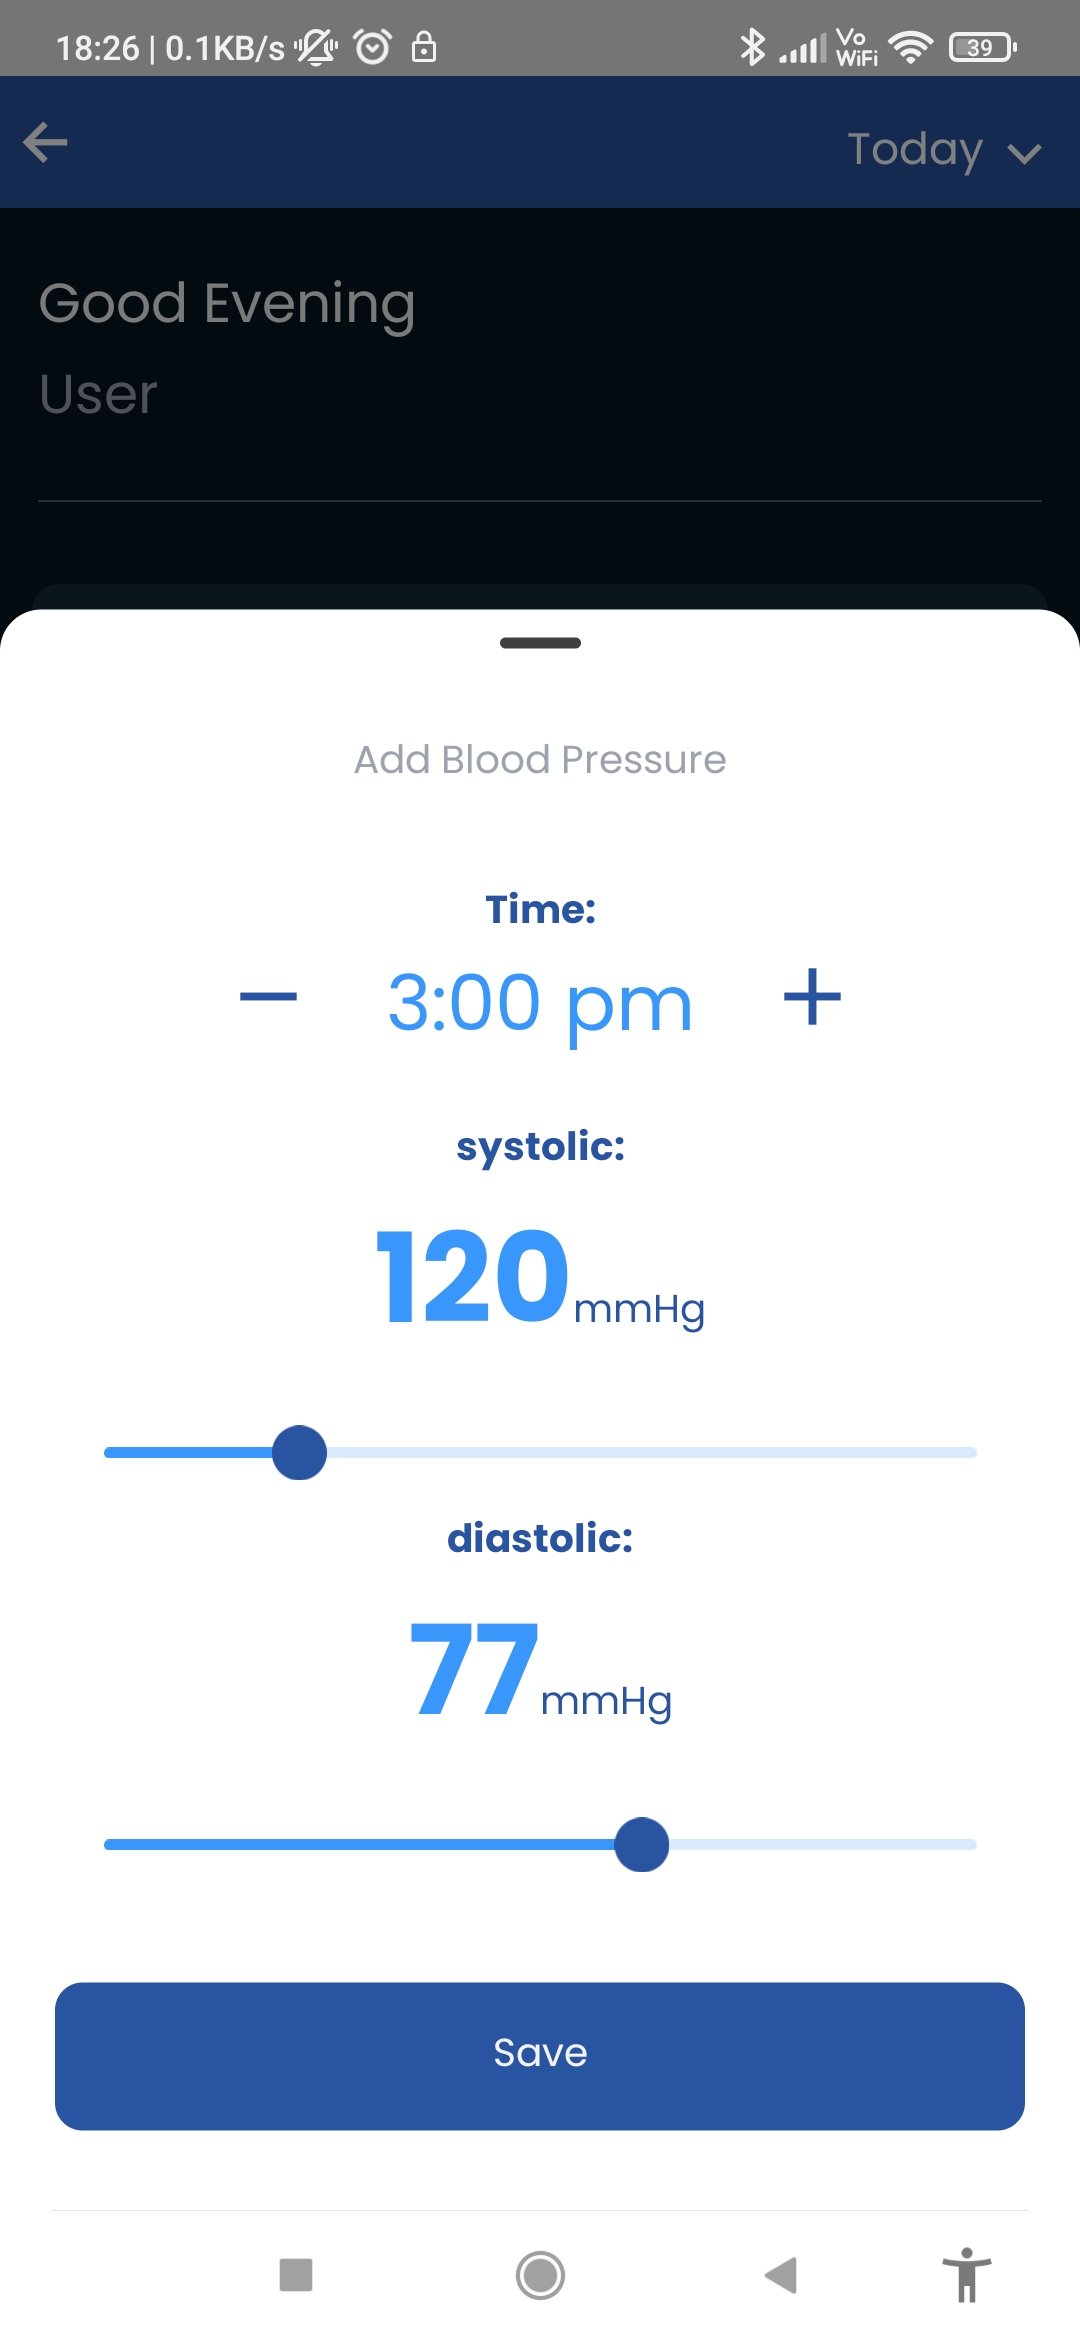 18:26 | 0.1KB/s Vo WiFi 39
Today
Good Evening
User
Add Blood Pressure
Time:
3:00 pm
systolic:
120 mmHg
diastolic:
77 mmHg
Save